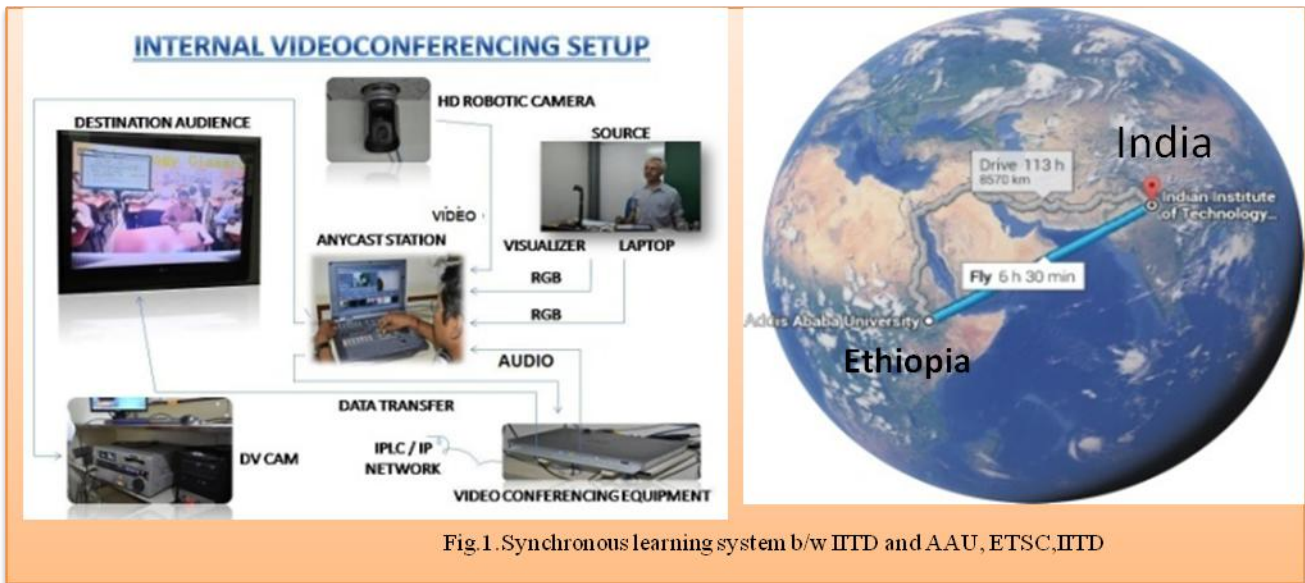 INTERNAL VIDEOCONFERENCING SETUP
HD ROBOTIC CAMERA
DESTINATION AUDIENCE
SOURCE
VIDEO
ANYCAST STATION
VISUALIZER
LAPTOP
RGB
RGB
AUDIO
DATA TRANSFER
DV CAM
IPLC / IP
NETWORK
VIDEO CONFERENCING EQUIPMENT
India
Drive 113 h
8570 km
Indian Institute
of Technology...
Fly 6 h 30 min
Addis Ababa University
Ethiopia
Fig.1.Synchronous learning system b/w IITD and AAU, ETSC,IITD